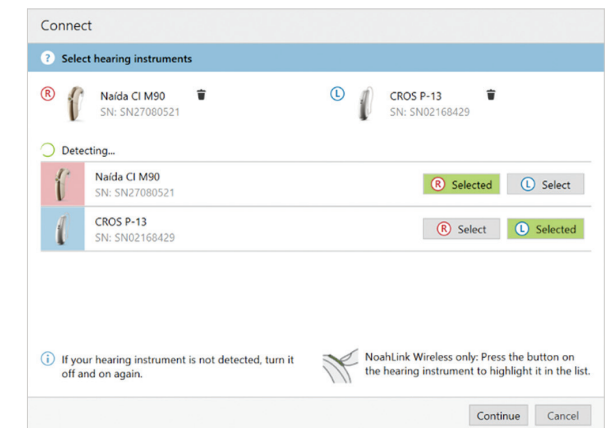 Connect
? Select hearing instruments
R Naída CI M90
SN: SN27080521
L CROS P-13
SN: SN02168429
Detecting...
Naída CI M90
SN: SN27080521
R Selected
L Select
CROS P-13
SN: SN02168429
R Select
L Selected
i If your hearing instrument is not detected, turn it
off and on again.
NoahLink Wireless only: Press the button on
the hearing instrument to highlight it in the list.
Continue
Cancel